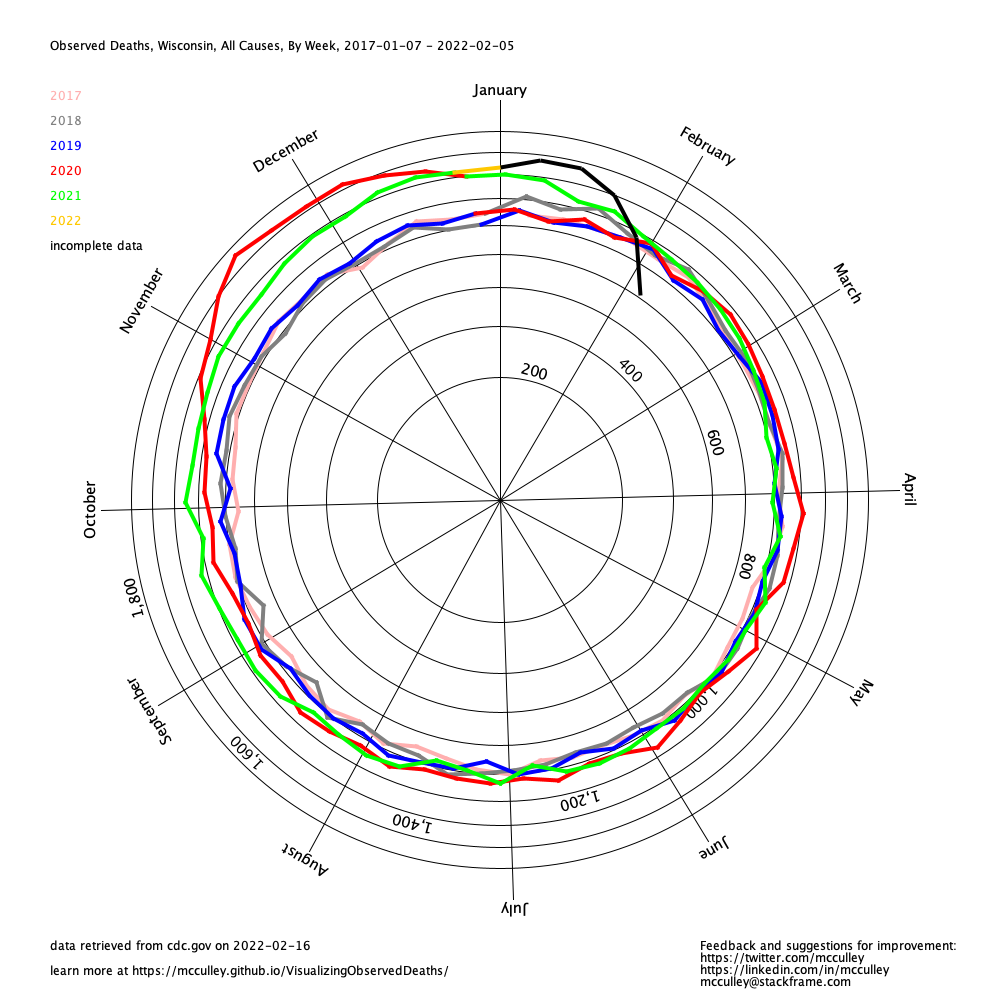 Observed Deaths, Wisconsin, All Causes, By Week, 2017-01-07 - 2022-02-05
2017
2018
2019
2020
2021
2022
incomplete data
January
February
March
April
May
June
July
August
September
October
November
December
200
400
600
800
1,000
1,200
1,400
1,600
1,800
data retrieved from cdc.gov on 2022-02-16
learn more at https://mcculley.github.io/VisualizingObservedDeaths/
Feedback and suggestions for improvement:
https://twitter.com/mcculley
https://linkedin.com/in/mcculley
mcculley@stackframe.com